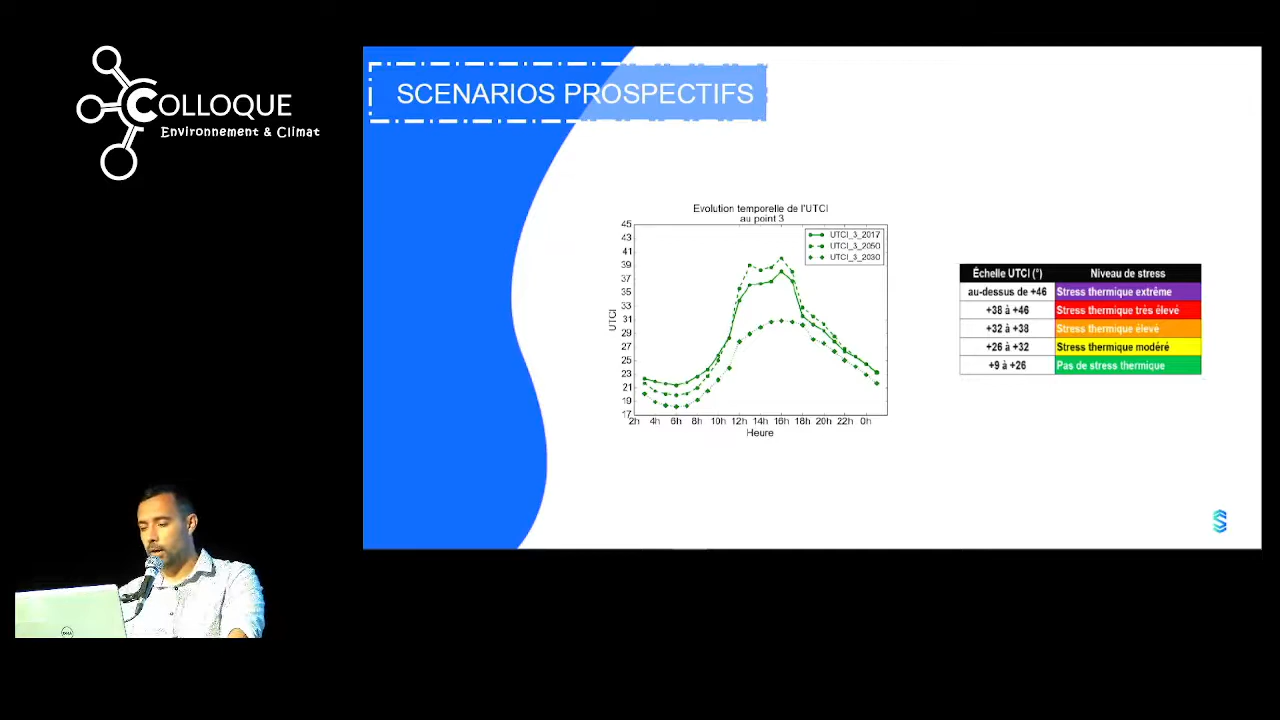 COLLOQUE
Environnement & Climat
SCENARIOS PROSPECTIFS
Evolution temporelle de l'UTCI
au point 3
45
43
41
39
37
35
33
31
29
27
25
23
21
19
17
UTCI
UTCI_3_2017
UTCI_3_2050
UTCI_3_2030
2h 4h 6h 8h 10h 12h 14h 16h 18h 20h 22h 0h
Heure
Échelle UTCI (°) Niveau de stress
au-dessus de +46 Stress thermique extrême
+38 à +46 Stress thermique très élevé
+32 à +38 Stress thermique élevé
+26 à +32 Stress thermique modéré
+9 à +26 Pas de stress thermique
DELL